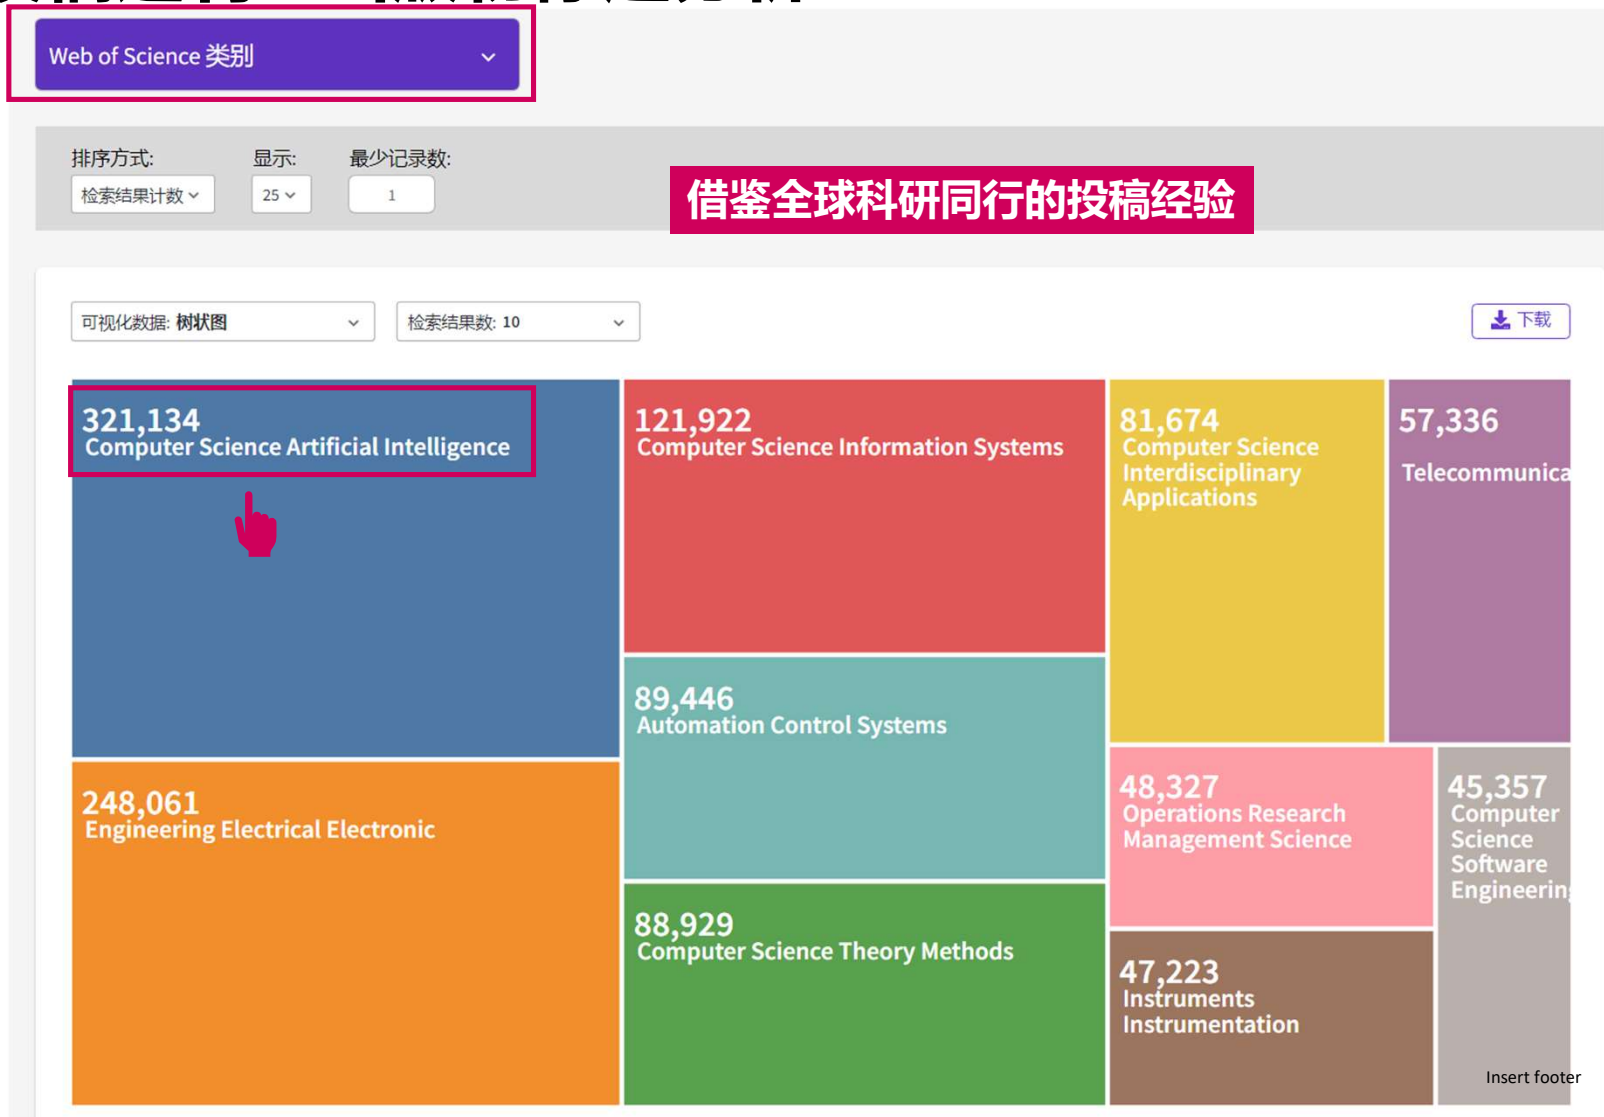 Web of Science 类别
排序方式:
显示:
最少记录数:
检索结果计数
25
1
借鉴全球科研同行的投稿经验
可视化数据: 树状图
检索结果数: 10
下载
321,134
Computer Science Artificial Intelligence
121,922
Computer Science Information Systems
81,674
Computer Science
Interdisciplinary
Applications
57,336
Telecommunica
89,446
Automation Control Systems
248,061
Engineering Electrical Electronic
48,327
Operations Research
Management Science
45,357
Computer
Science
Software
Engineerin
88,929
Computer Science Theory Methods
47,223
Instruments
Instrumentation
Insert footer